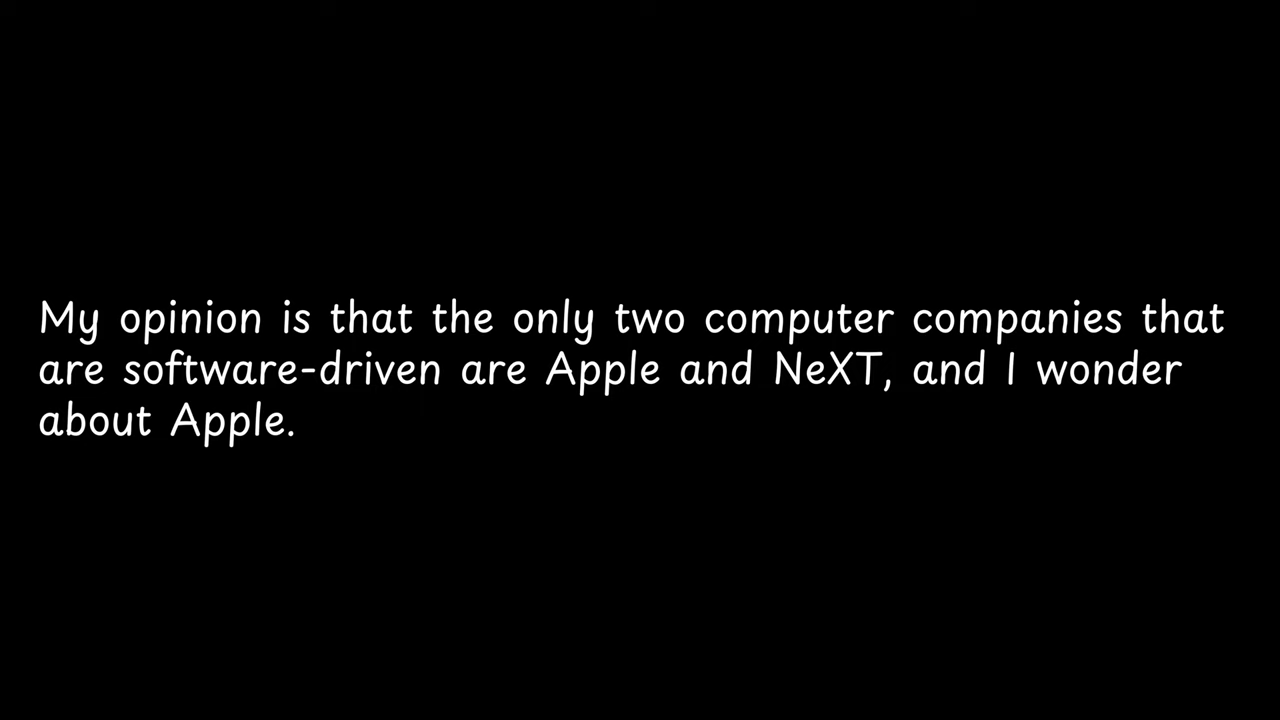 My opinion is that the only two computer companies that
are software-driven are Apple and NeXT, and I wonder
about Apple.